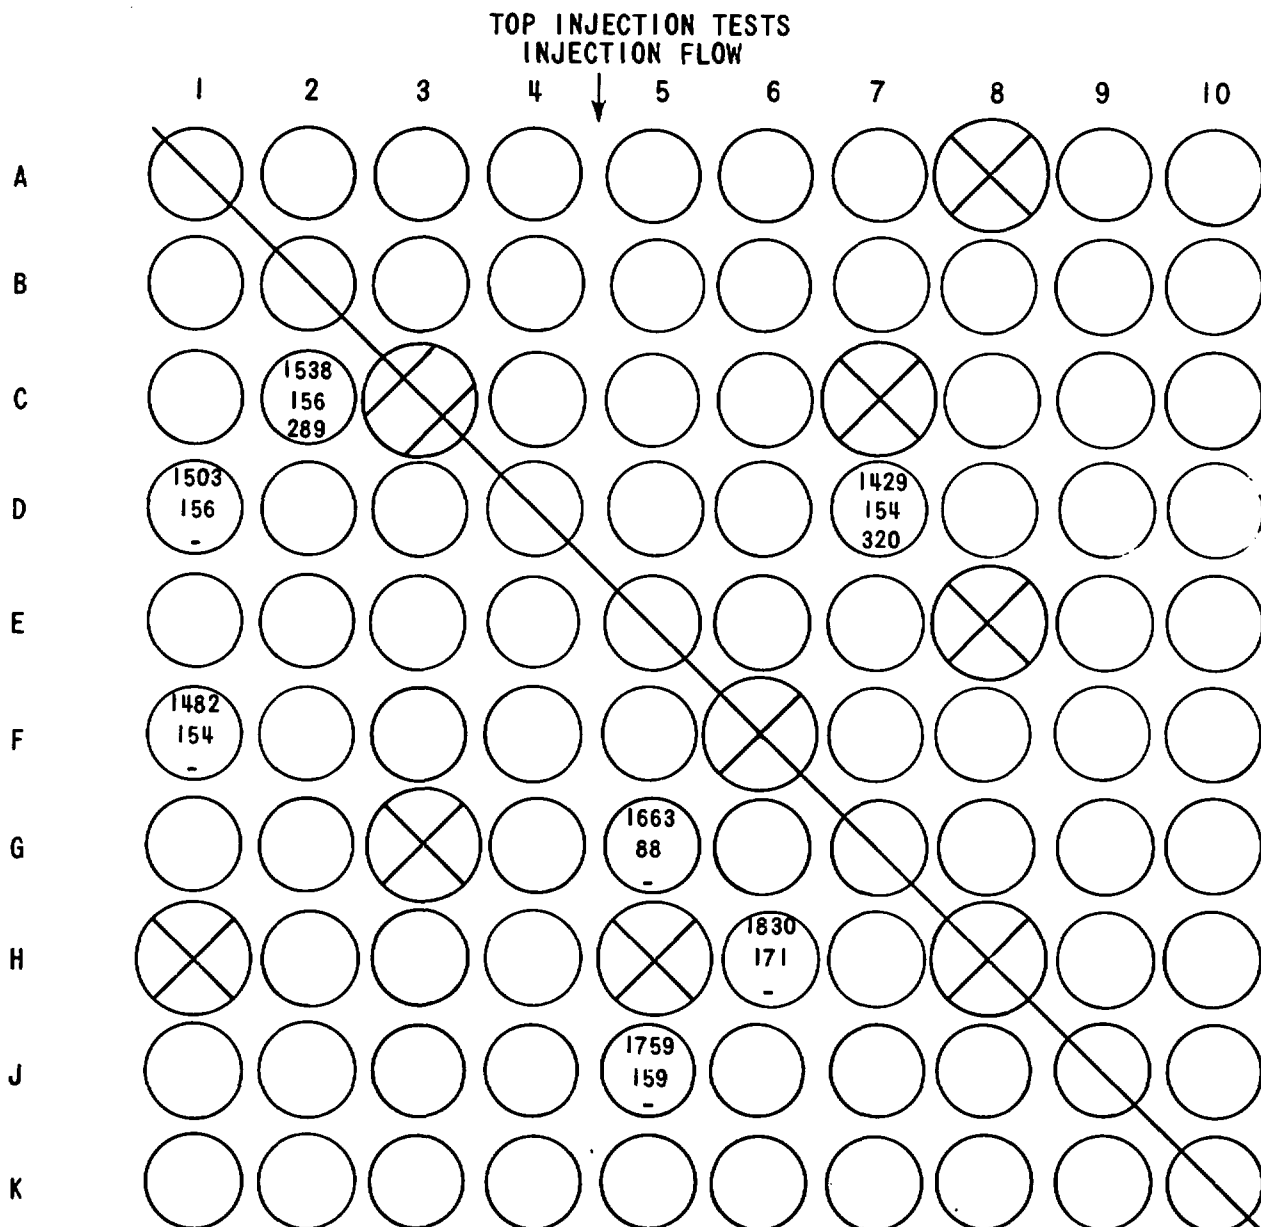 TOP INJECTION TESTS
INJECTION FLOW
1 2 3 4 5 6 7 8 9 10
A
B
C
1538
156
289
D
1503
156
-
1429
154
320
E
F
1482
154
-
G
1663
88
-
H
1830
171
-
J
1759
159
-
K